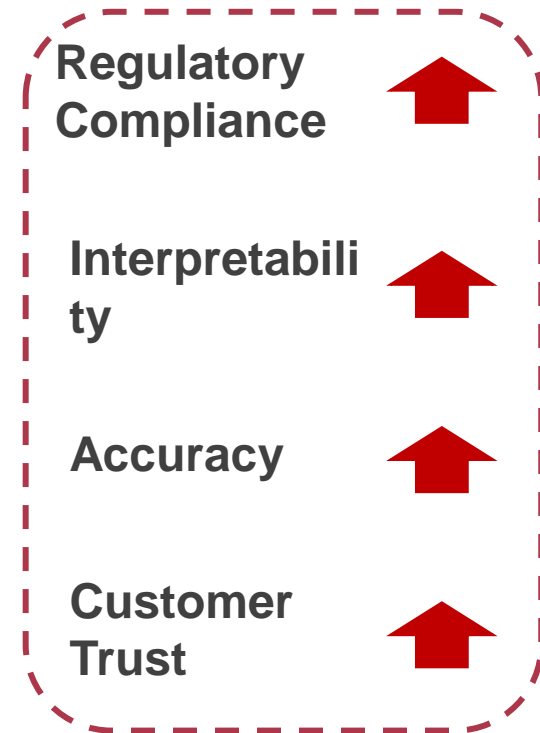 Regulatory
Compliance
Interpretabili
ty
Accuracy
Customer
Trust